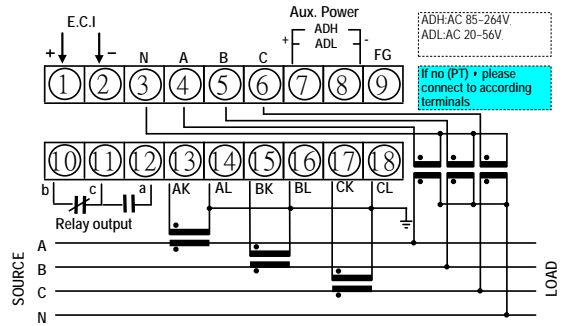 E.C.I
Aux. Power
ADH
ADL
+ -
+ - N A B C FG
1 2 3 4 5 6 7 8 9
ADH:AC 85~264V,
ADL:AC 20~56V,
If no (PT), please
connect to according
terminals
10 11 12 13 14 15 16 17 18
b c a AK AL BK BL CK CL
Relay output
SOURCE
A
B
C
N
LOAD